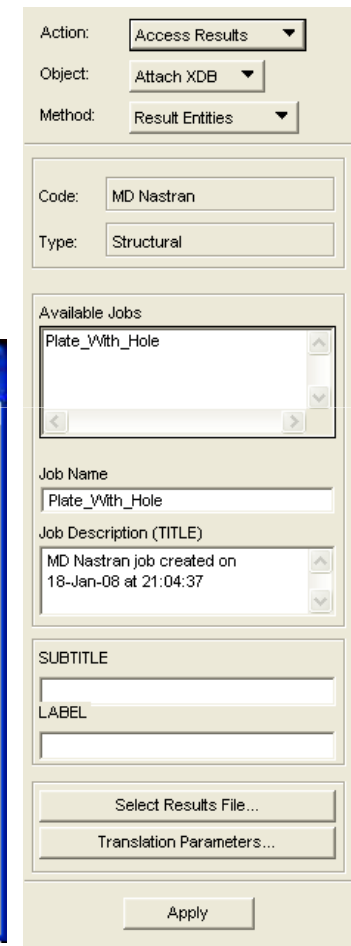 Action: Access Results
Object: Attach XDB
Method: Result Entities
Code: MD Nastran
Type: Structural
Available Jobs
Plate_With_Hole
Job Name
Plate_With_Hole
Job Description (TITLE)
MD Nastran job created on
18-Jan-08 at 21:04:37
SUBTITLE
LABEL
Select Results File...
Translation Parameters...
Apply